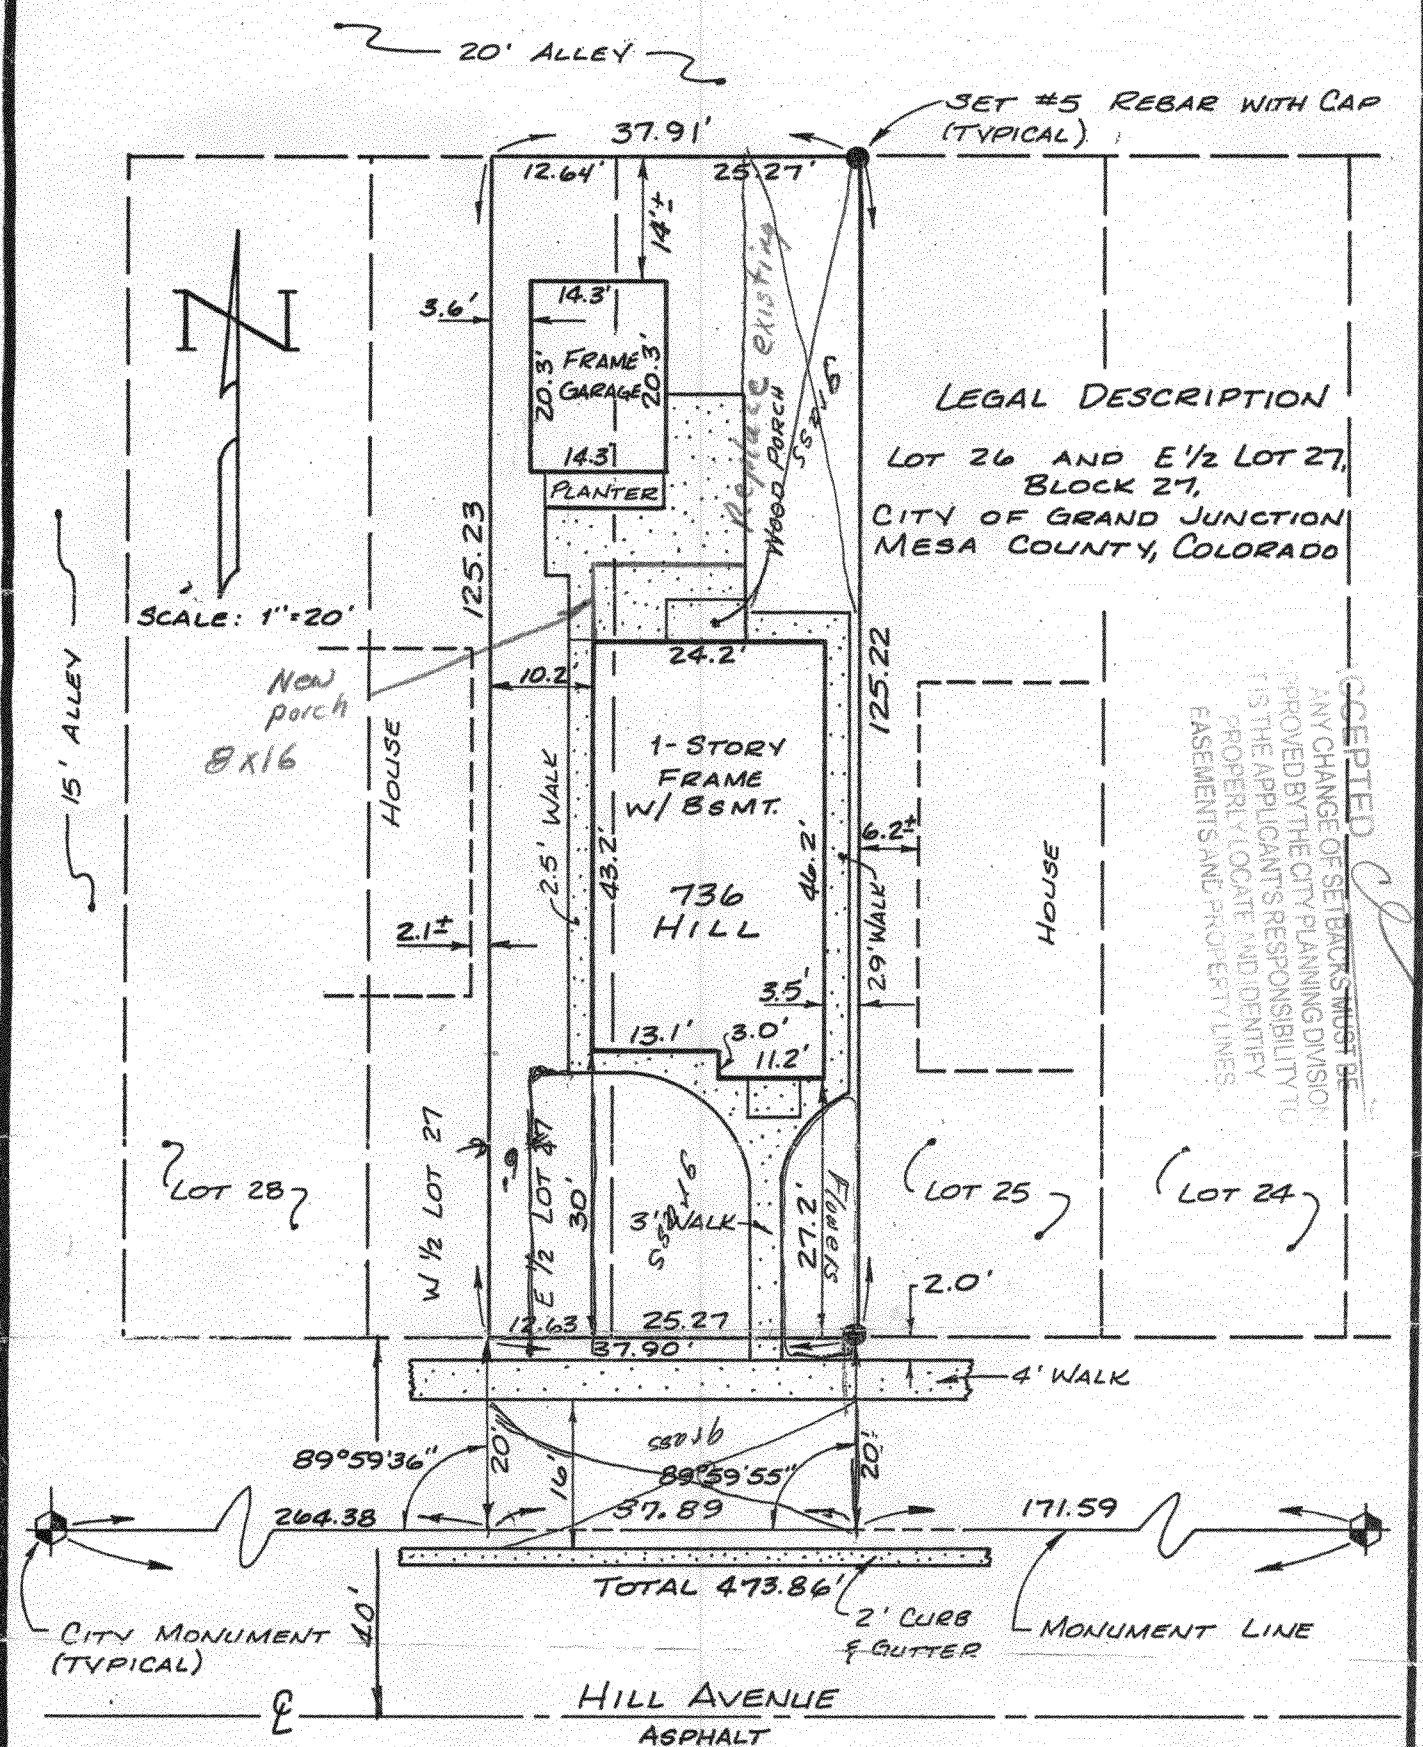 20' ALLEY
SET #5 REBAR WITH CAP
(TYPICAL)
37.91'
12.64'
25.27'
14'±
N
3.6'
14.3'
20.3'
FRAME
GARAGE
20.3'
14.3'
PLANTER
Replace existing
WOOD PORCH
grass
LEGAL DESCRIPTION
LOT 26 AND E 1/2 LOT 27,
BLOCK 27,
CITY OF GRAND JUNCTION
MESA COUNTY, COLORADO
125.23
SCALE: 1"=20'
15' ALLEY
New
porch
8x16
24.2'
10.2'
125.22
HOUSE
2.5' WALK
1-STORY
FRAME
W/ BSMT.
43.2'
46.2'
736
HILL
6.2±
2.9' WALK
HOUSE
2.1±
3.5'
13.1'
3.0'
11.2'
ACCEPTED
ANY CHANGE OF SETBACKS MUST BE
APPROVED BY THE CITY PLANNING DIVISION
IT IS THE APPLICANTS RESPONSIBILITY TO
PROPERLY LOCATE AND IDENTIFY
EASEMENTS AND PROPERTY LINES
LOT 28
W 1/2 LOT 27
E 1/2 LOT 27
30'
grass
3' WALK
27.2'
Flowers
LOT 25
LOT 24
2.0'
12.63
25.27
37.90'
4' WALK
grass
89°59'36"
20'
16'
89°59'55"
20'
264.38
37.89
171.59
TOTAL 473.86'
2' CURB
& GUTTER
MONUMENT LINE
CITY MONUMENT
(TYPICAL)
40'
HILL AVENUE
ASPHALT